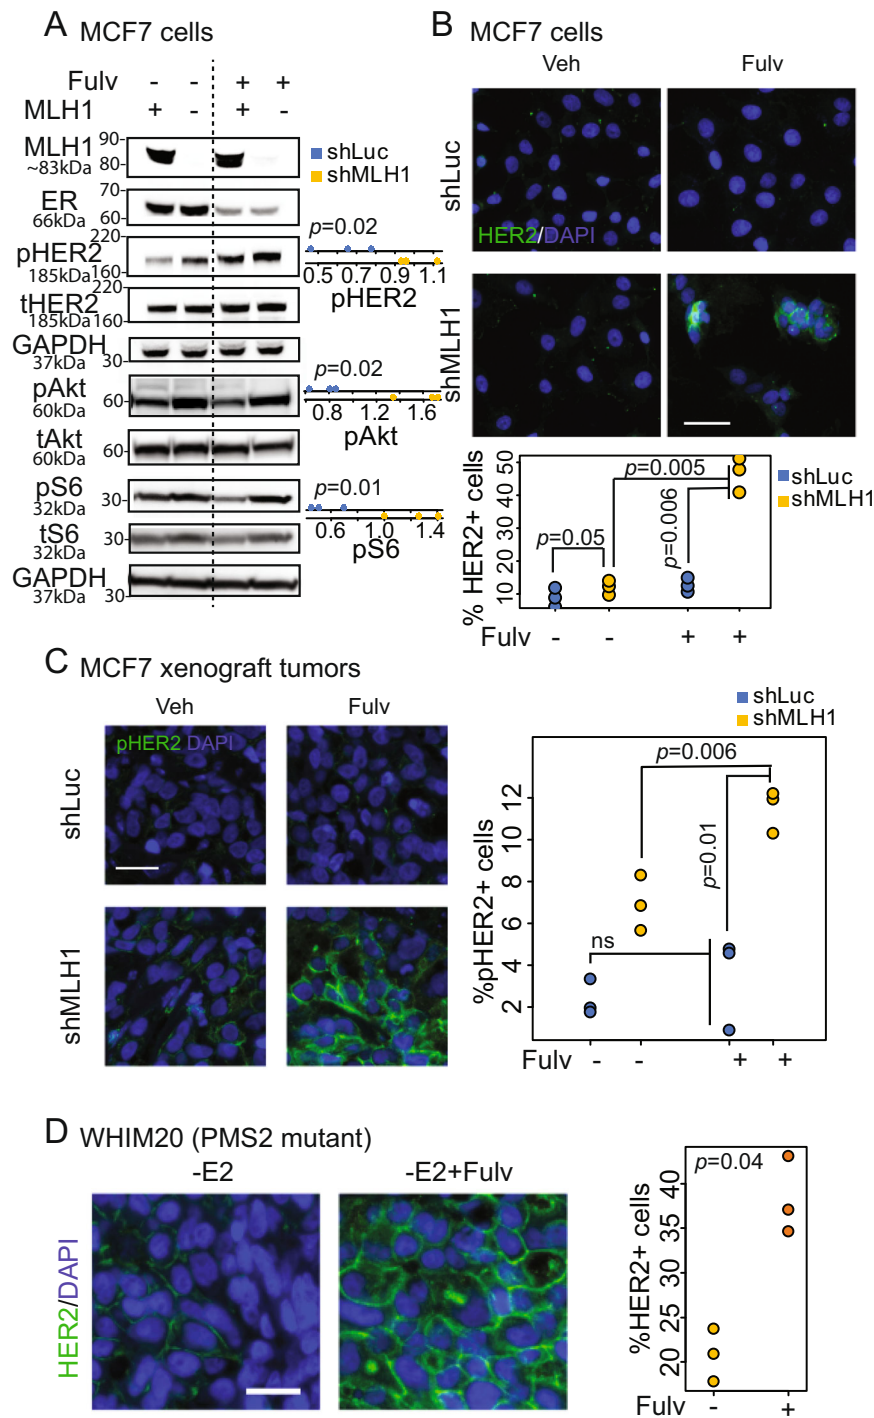 A MCF7 cells
Fulv - - + +
MLH1 + - + -
MLH1
~83kDa
90-
80-
shLuc
shMLH1
ER
66kDa
70-
60-
pHER2
185kDa
220-
160-
p=0.02
0.5 0.7 0.9 1.1
pHER2
tHER2
185kDa
220-
160-
GAPDH
37kDa
30-
pAkt
60kDa
60-
p=0.02
0.8 1.2 1.6
pAkt
tAkt
60kDa
60-
pS6
32kDa
30-
p=0.01
0.6 1.0 1.4
pS6
tS6
32kDa
30-
GAPDH
37kDa
30-
B MCF7 cells
Veh Fulv
shLuc
HER2/DAPI
shMLH1
% HER2+ cells
50
40
30
20
10
p=0.05
p=0.005
p=0.006
shLuc
shMLH1
Fulv - - + +
C MCF7 xenograft tumors
Veh Fulv
shLuc
pHER2 DAPI
shMLH1
shLuc
shMLH1
%pHER2+ cells
12
10
8
6
4
2
p=0.006
p=0.01
ns
Fulv - - + +
D WHIM20 (PMS2 mutant)
-E2 -E2+Fulv
HER2/DAPI
%HER2+ cells
p=0.04
40
35
25
20
Fulv - +